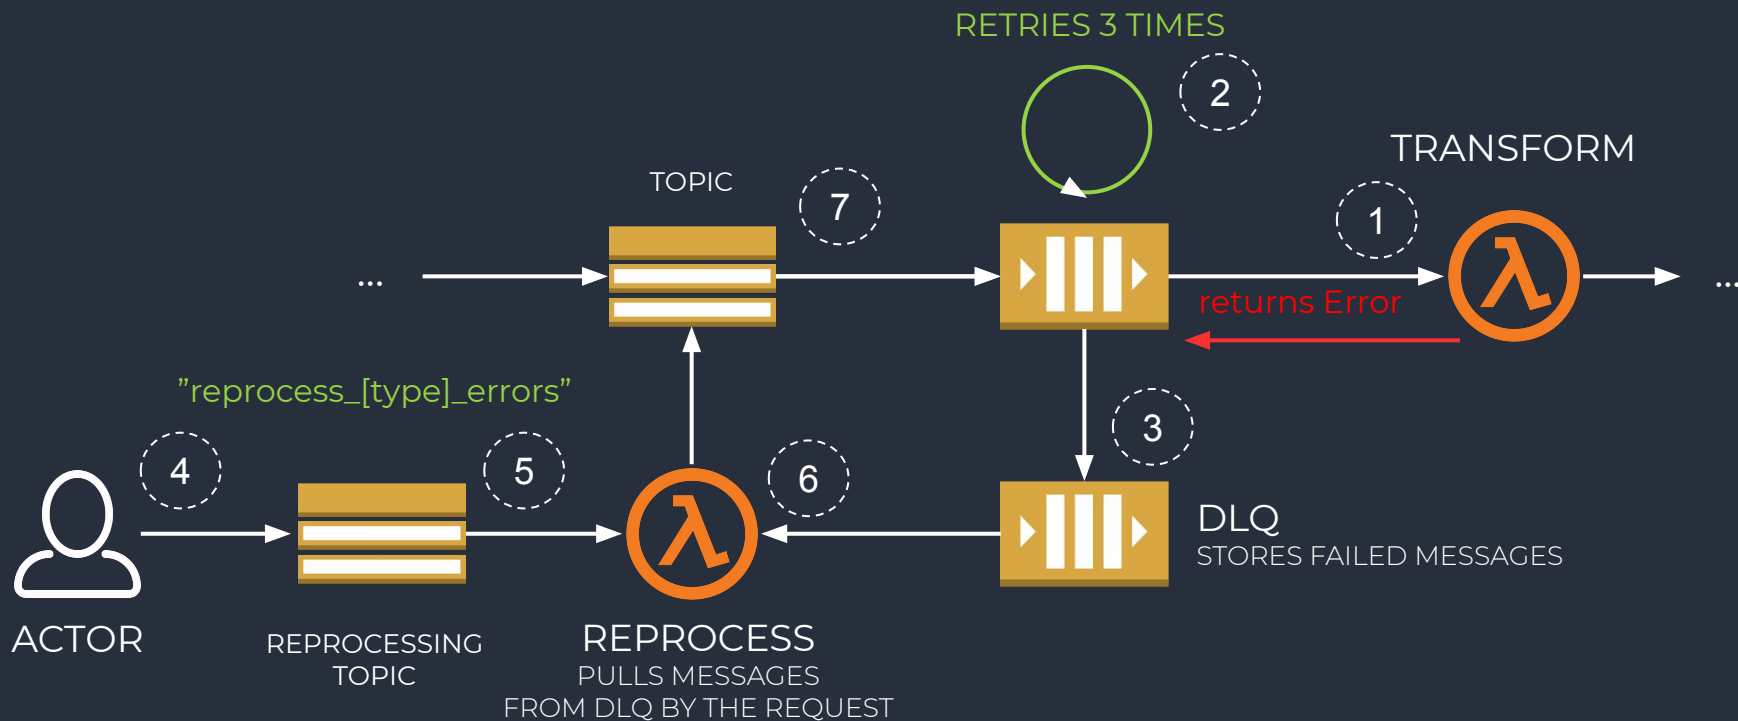 RETRIES 3 TIMES
2
TRANSFORM
TOPIC
7
1
...
...
returns Error
”reprocess_[type]_errors”
4
5
6
3
DLQ
STORES FAILED MESSAGES
ACTOR
REPROCESSING
TOPIC
REPROCESS
PULLS MESSAGES
FROM DLQ BY THE REQUEST